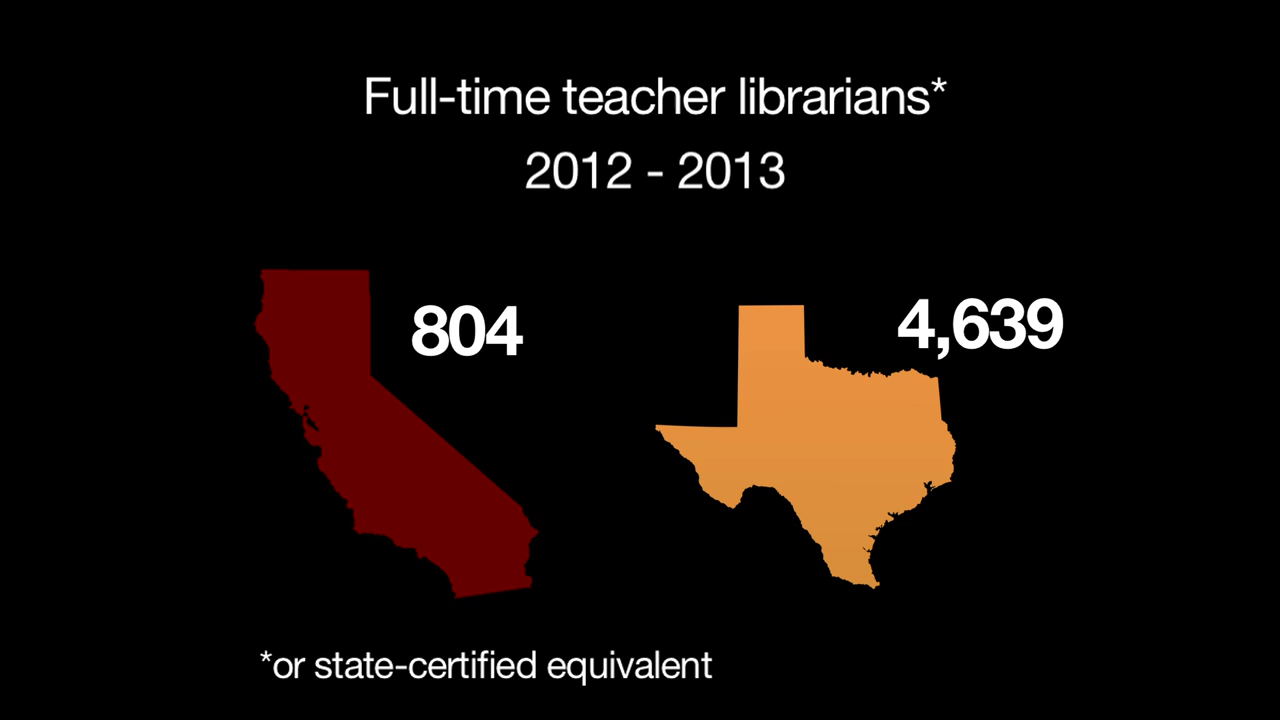 Full-time teacher librarians*
2012 - 2013
804
4,639
*or state-certified equivalent